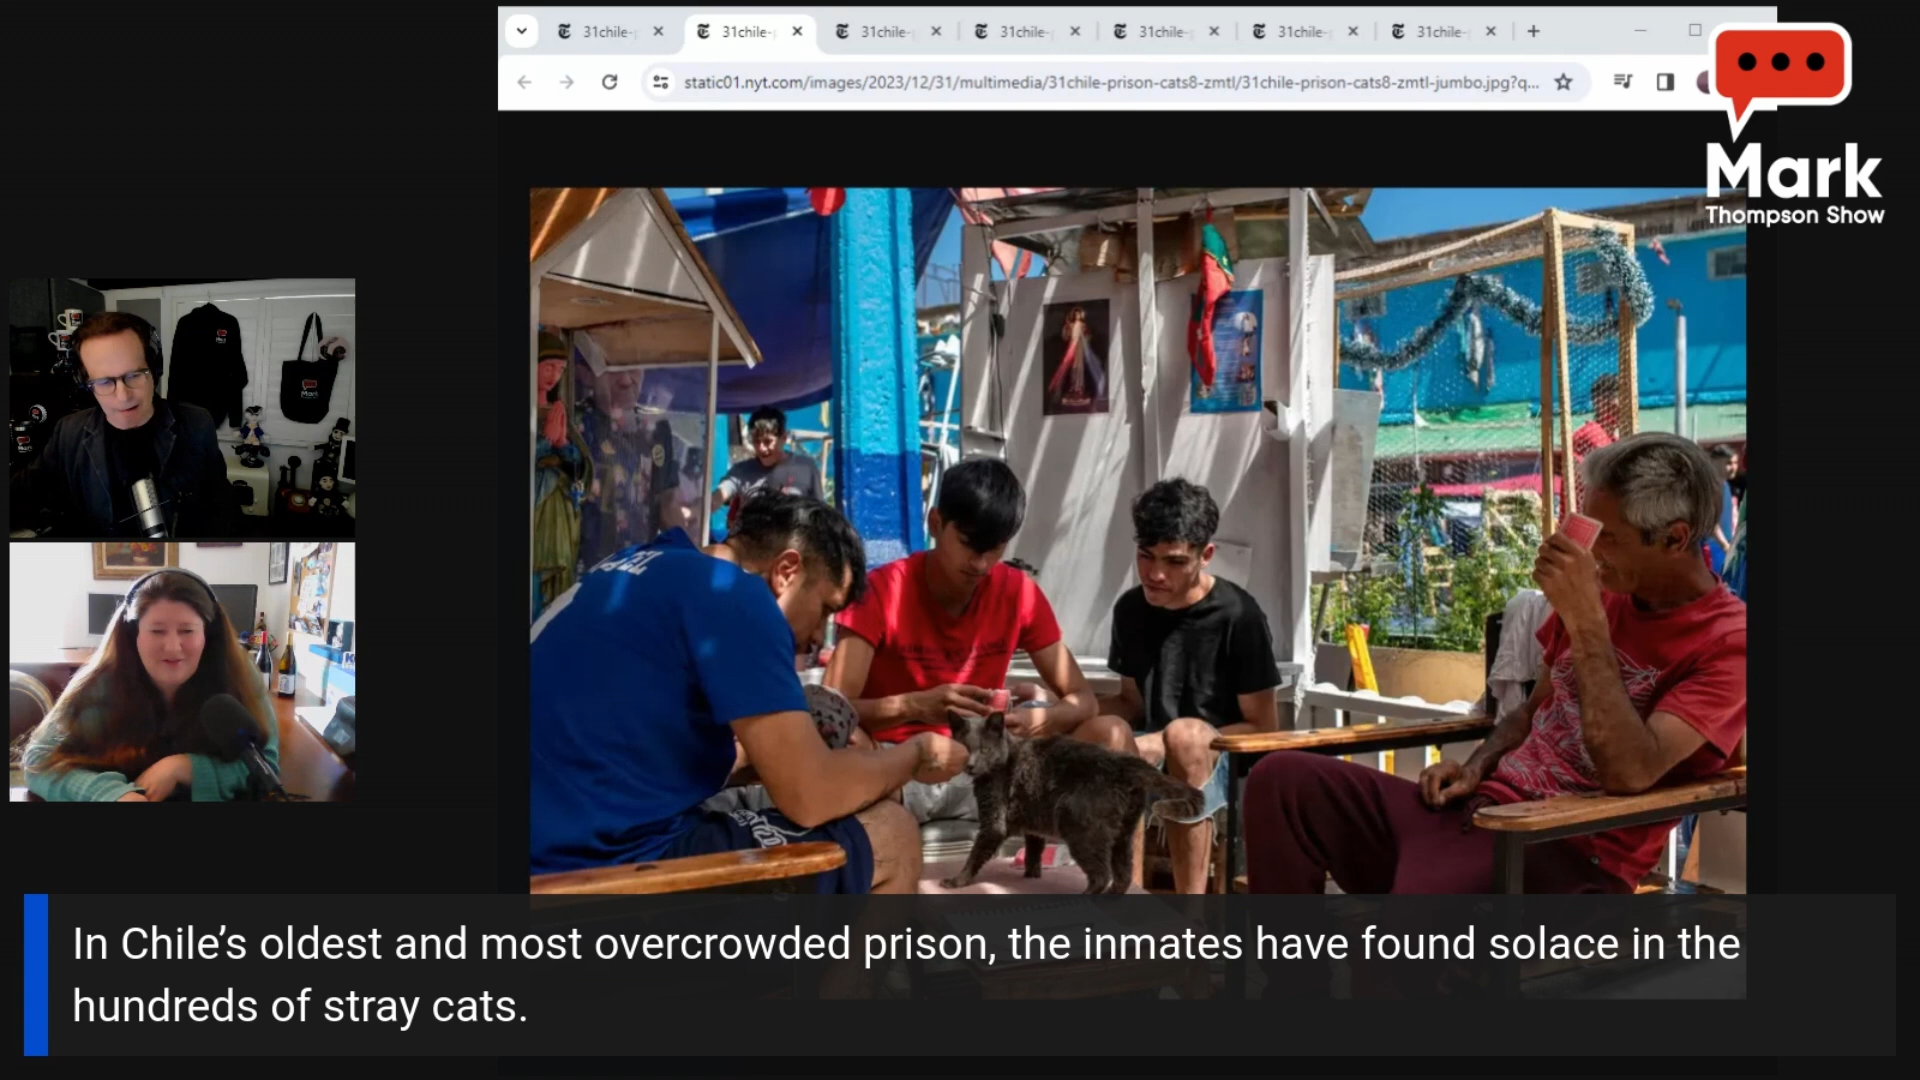 31chile-
31chile-
31chile-
31chile-
31chile-
31chile-
31chile-
static01.nyt.com/images/2023/12/31/multimedia/31chile-prison-cats8-zmtl/31chile-prison-cats8-zmtl-jumbo.jpg?q...
Mark
Thompson Show
Mark
In Chile’s oldest and most overcrowded prison, the inmates have found solace in the
hundreds of stray cats.